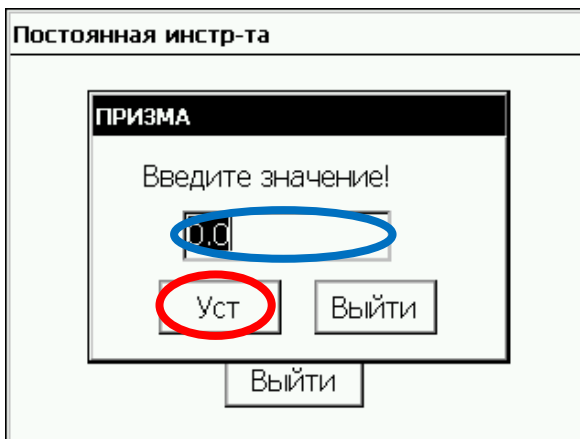 Постоянная инстр-та
ПРИЗМА
Введите значение!
0.0
Уст Выйти
Выйти